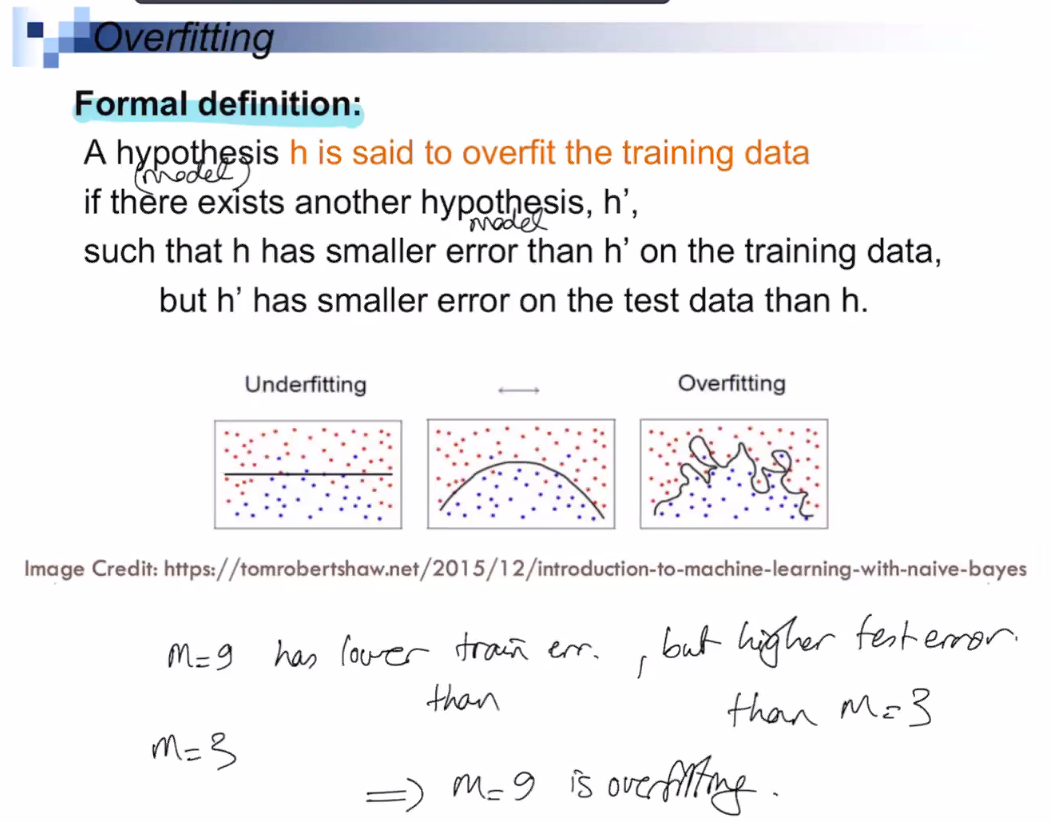 Overfitting
Formal definition:
A hypothesis h is said to overfit the training data
(model)
if there exists another hypothesis, h’,
model
such that h has smaller error than h’ on the training data,
but h’ has smaller error on the test data than h.
Underfitting
Overfitting
Image Credit: https://tomrobertshaw.net/2015/12/introduction-to-machine-learning-with-naive-bayes
m=9 has lower train err. , but higher test error.
than than m=3
m=3
⟹ m=9 is overfitting.